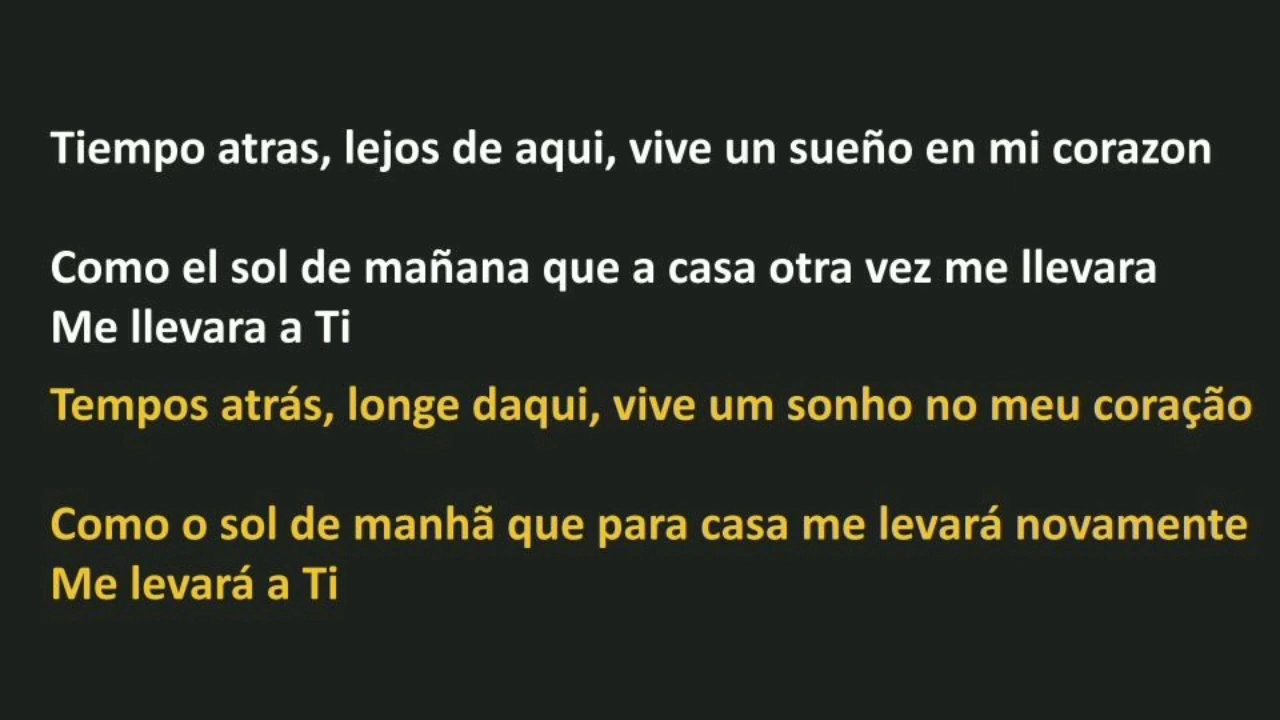 Tiempo atras, lejos de aqui, vive un sueño en mi corazon
Como el sol de mañana que a casa otra vez me llevara
Me llevara a Ti
Tempos atrás, longe daqui, vive um sonho no meu coração
Como o sol de manhã que para casa me levará novamente
Me levará a Ti